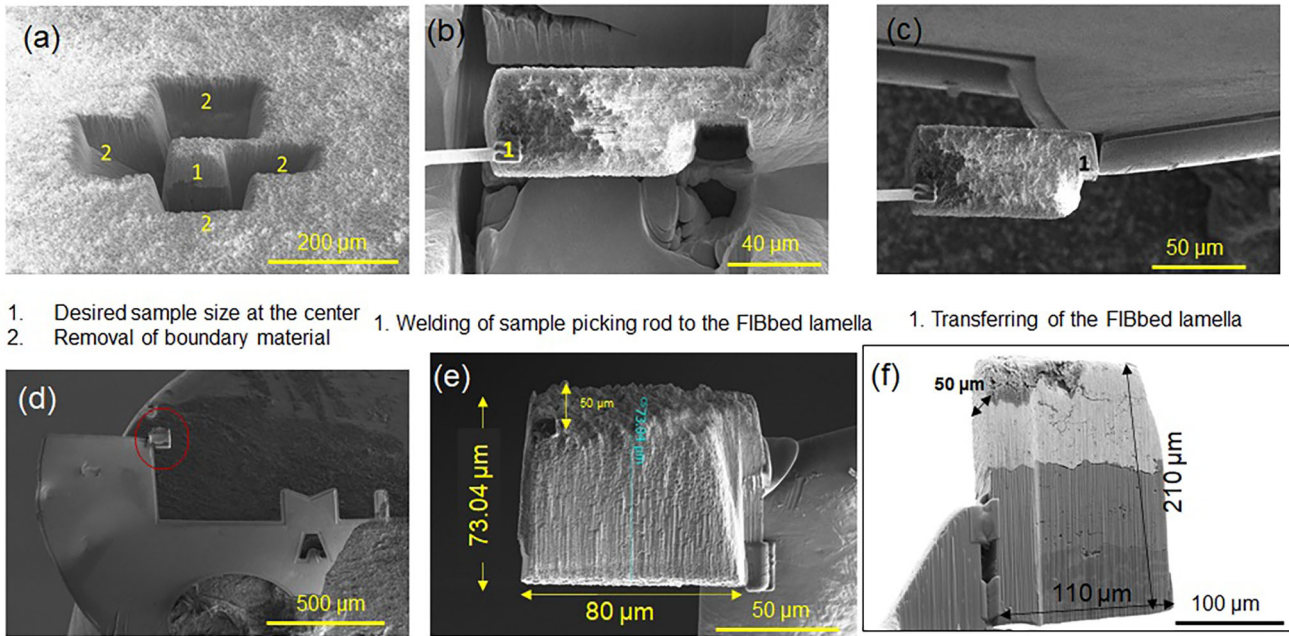 (a)
2
2
1
2
2
200 µm
(b)
1
40 µm
(c)
1
50 µm
1. Desired sample size at the center
2. Removal of boundary material
1. Welding of sample picking rod to the FIBbed lamella
1. Transferring of the FIBbed lamella
(d)
500 µm
(e)
50 µm
73.04 µm
73.04 µm
80 µm
50 µm
(f)
50 µm
210 µm
110 µm
100 µm